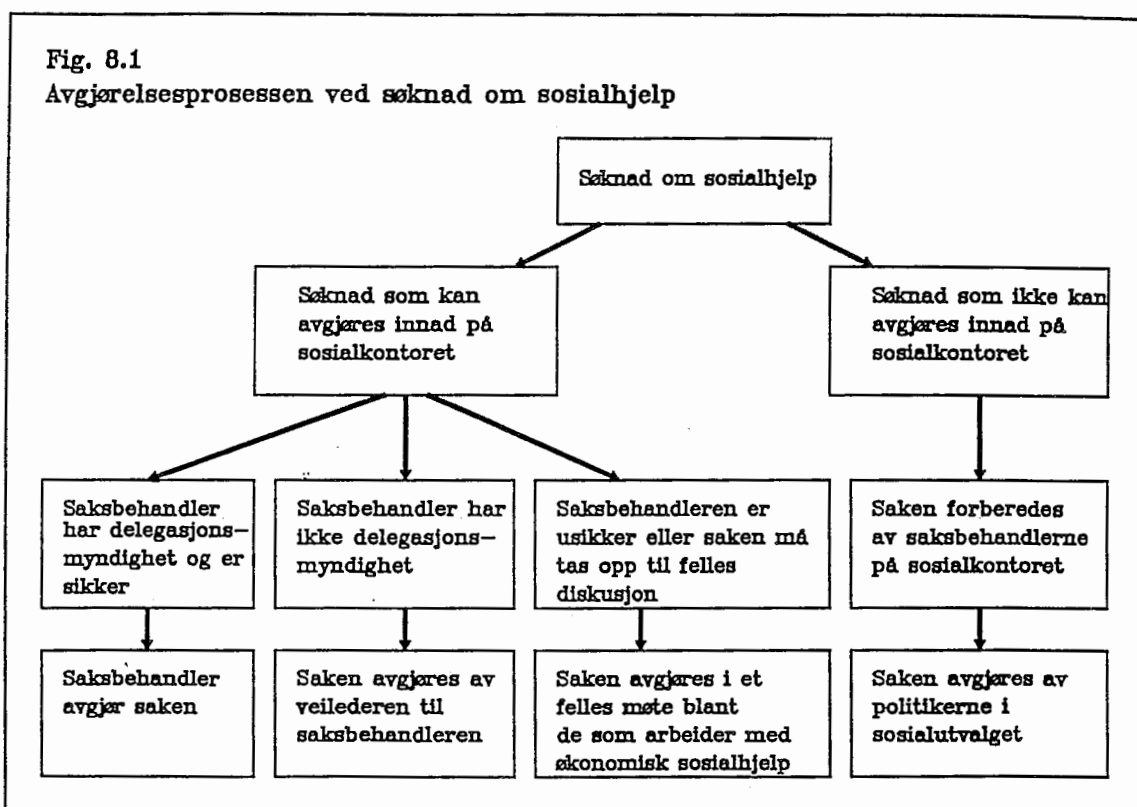 Fig. 8.1
Avgjørelsesprosessen ved søknad om sosialhjelp
Søknad om sosialhjelp
Søknad som kan
avgjøres innad på
sosialkontoret
Søknad som ikke kan
avgjøres innad på
sosialkontoret
Saksbehandler
har delegasjons-
myndighet og er
sikker
Saksbehandler har
ikke delegasjons-
myndighet
Saksbehandleren er
usikker eller saken må
tas opp til felles
diskusjon
Saken forberedes
av saksbehandlerne
på sosialkontoret
Saksbehandler
avgjør saken
Saken avgjøres av
veilederen til
saksbehandleren
Saken avgjøres i et
felles møte blant
de som arbeider med
økonomisk sosialhjelp
Saken avgjøres av
politikerne i
sosialutvalget